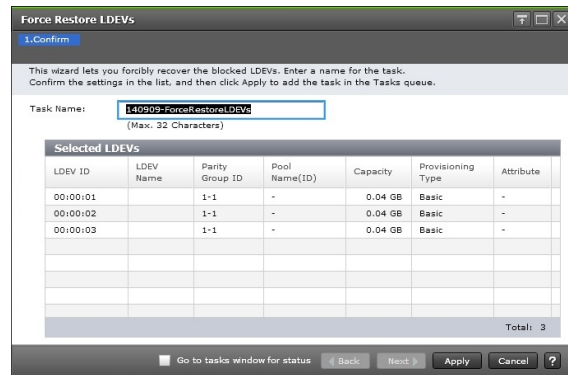 Force Restore LDEVs
1.Confirm
This wizard lets you forcibly recover the blocked LDEVs. Enter a name for the task.
Confirm the settings in the list, and then click Apply to add the task in the Tasks queue.
Task Name: 140909-ForceRestoreLDEVs
(Max. 32 Characters)
Selected LDEVs
LDEV ID LDEV Name Parity Group ID Pool Name(ID) Capacity Provisioning Type Attribute
00:00:01 1-1 - 0.04 GB Basic -
00:00:02 1-1 - 0.04 GB Basic -
00:00:03 1-1 - 0.04 GB Basic -
Total: 3
Go to tasks window for status Back Next Apply Cancel ?